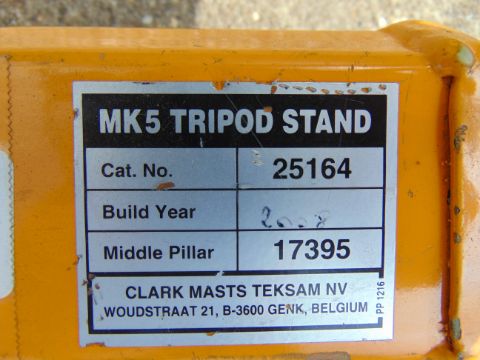 MK5 TRIPOD STAND
Cat. No. 25164
Build Year 2008
Middle Pillar 17395
CLARK MASTS TEKSAM NV
WOUDSTRAAT 21, B-3600 GENK, BELGIUM
PP 1216